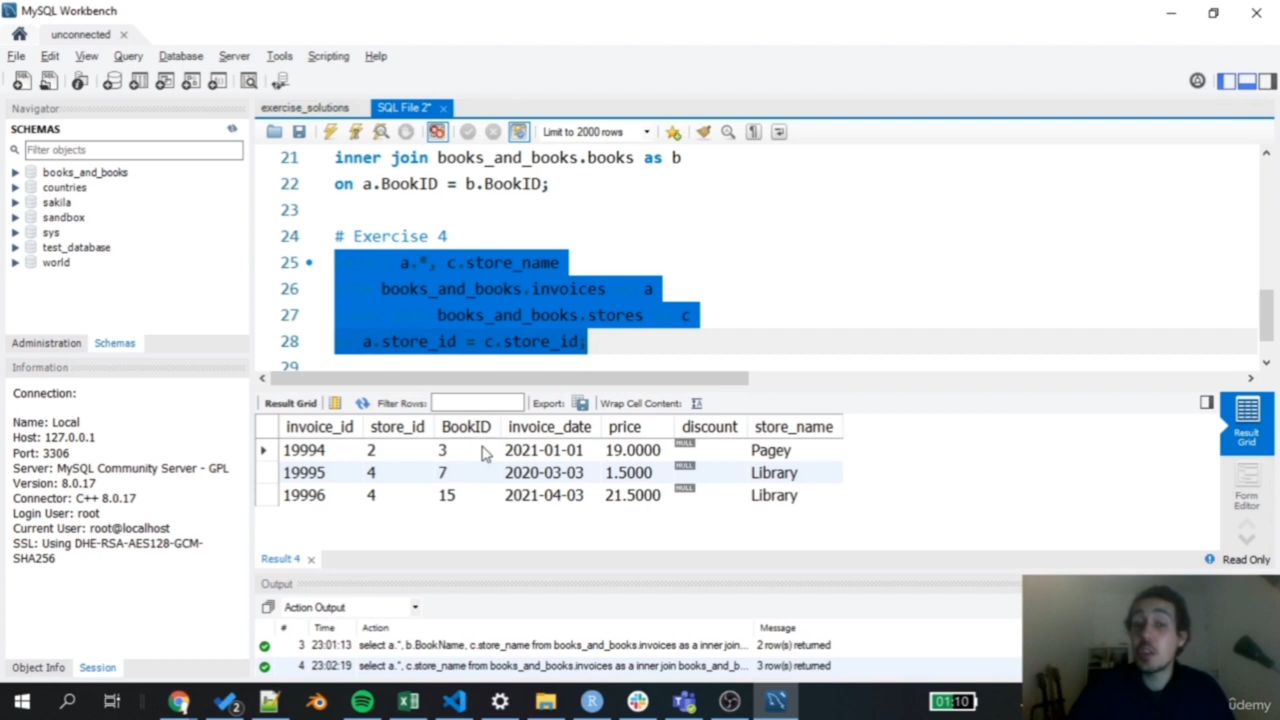 MySQL Workbench
unconnected
File Edit View Query Database Server Tools Scripting Help
Navigator
SCHEMAS
Filter objects
books_and_books
countries
sakila
sandbox
sys
test_database
world
Administration Schemas
Information
Connection:
Name: Local
Host: 127.0.0.1
Port: 3306
Server: MySQL Community Server - GPL
Version: 8.0.17
Connector: C++ 8.0.17
Login User: root
Current User: root@localhost
SSL: Using DHE-RSA-AES128-GCM-
SHA256
Object Info Session
exercise_solutions SQL File 2*
Limit to 2000 rows
21 inner join books_and_books.books as b
22 on a.BookID = b.BookID;
23
24 # Exercise 4
25 a.*, c.store_name
26 books_and_books.invoices a
27 books_and_books.stores c
28 a.store_id = c.store_id;
29
Result Grid Filter Rows: Export: Wrap Cell Content:
invoice_id store_id BookID invoice_date price discount store_name
19994 2 3 2021-01-01 19.0000 NULL Pagey
19995 4 7 2020-03-03 1.5000 NULL Library
19996 4 15 2021-04-03 21.5000 NULL Library
Result Grid
Form Editor
Result 4
Read Only
Output
Action Output
# Time Action Message
3 23:01:13 select a.*, b.BookName, c.store_name from books_and_books.invoices as a inner join... 2 row(s) returned
4 23:02:19 select a.*, c.store_name from books_and_books.invoices as a inner join books_and_b... 3 row(s) returned
2
01:10
ûdemy